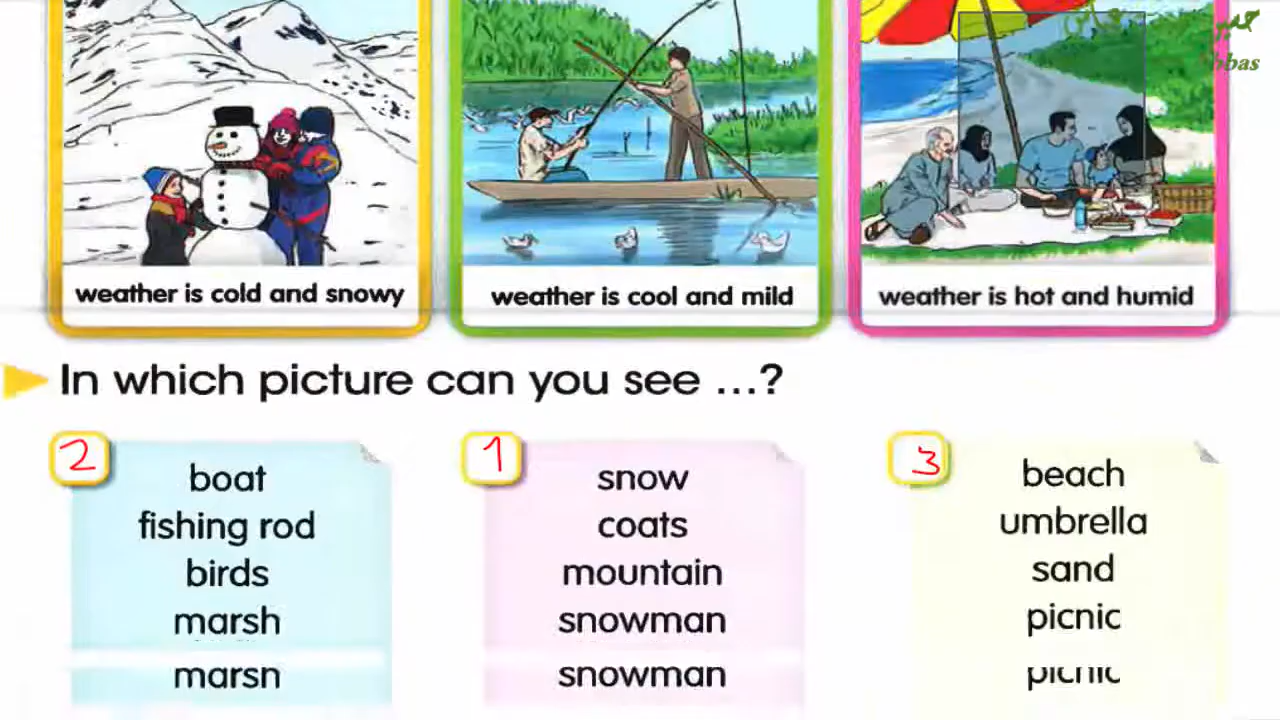 weather is cold and snowy
weather is cool and mild
weather is hot and humid
In which picture can you see ...?
2
boat
fishing rod
birds
marsh
marsn
1
snow
coats
mountain
snowman
snowman
3
beach
umbrella
sand
picnic
picnic